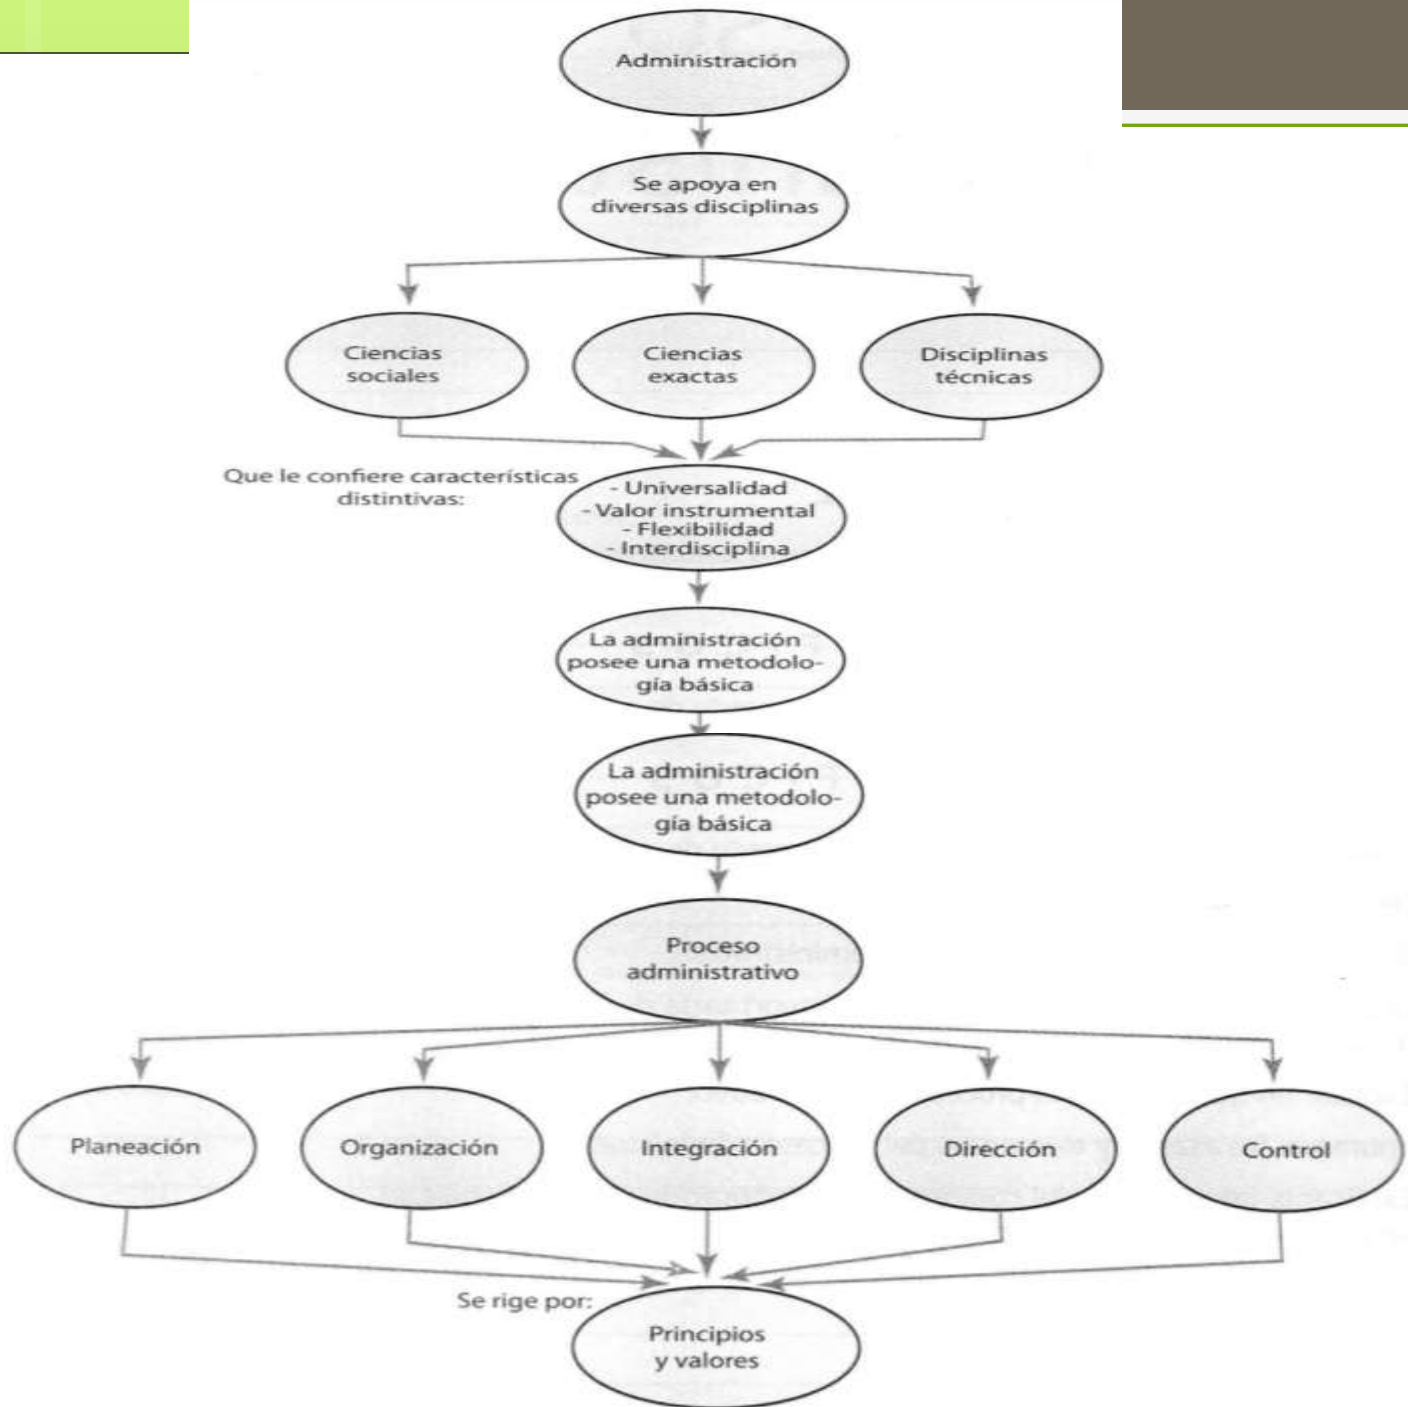 Administración
Se apoya en
diversas disciplinas
Ciencias
sociales
Ciencias
exactas
Disciplinas
técnicas
Que le confiere características
distintivas:
- Universalidad
- Valor instrumental
- Flexibilidad
- Interdisciplina
La administración
posee una metodolo-
gía básica
La administración
posee una metodolo-
gía básica
Proceso
administrativo
Planeación
Organización
Integración
Dirección
Control
Se rige por:
Principios
y valores